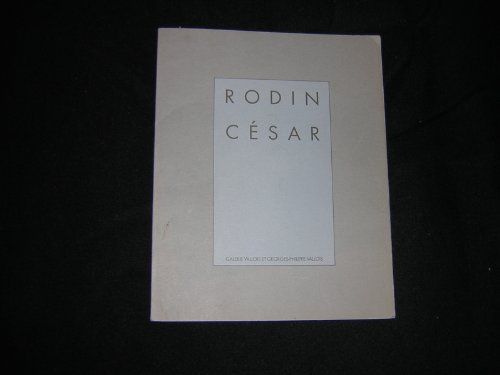 RODIN
CÉSAR
GALERIE VALLOIS ET GEORGES-PHILIPPE VALLOIS